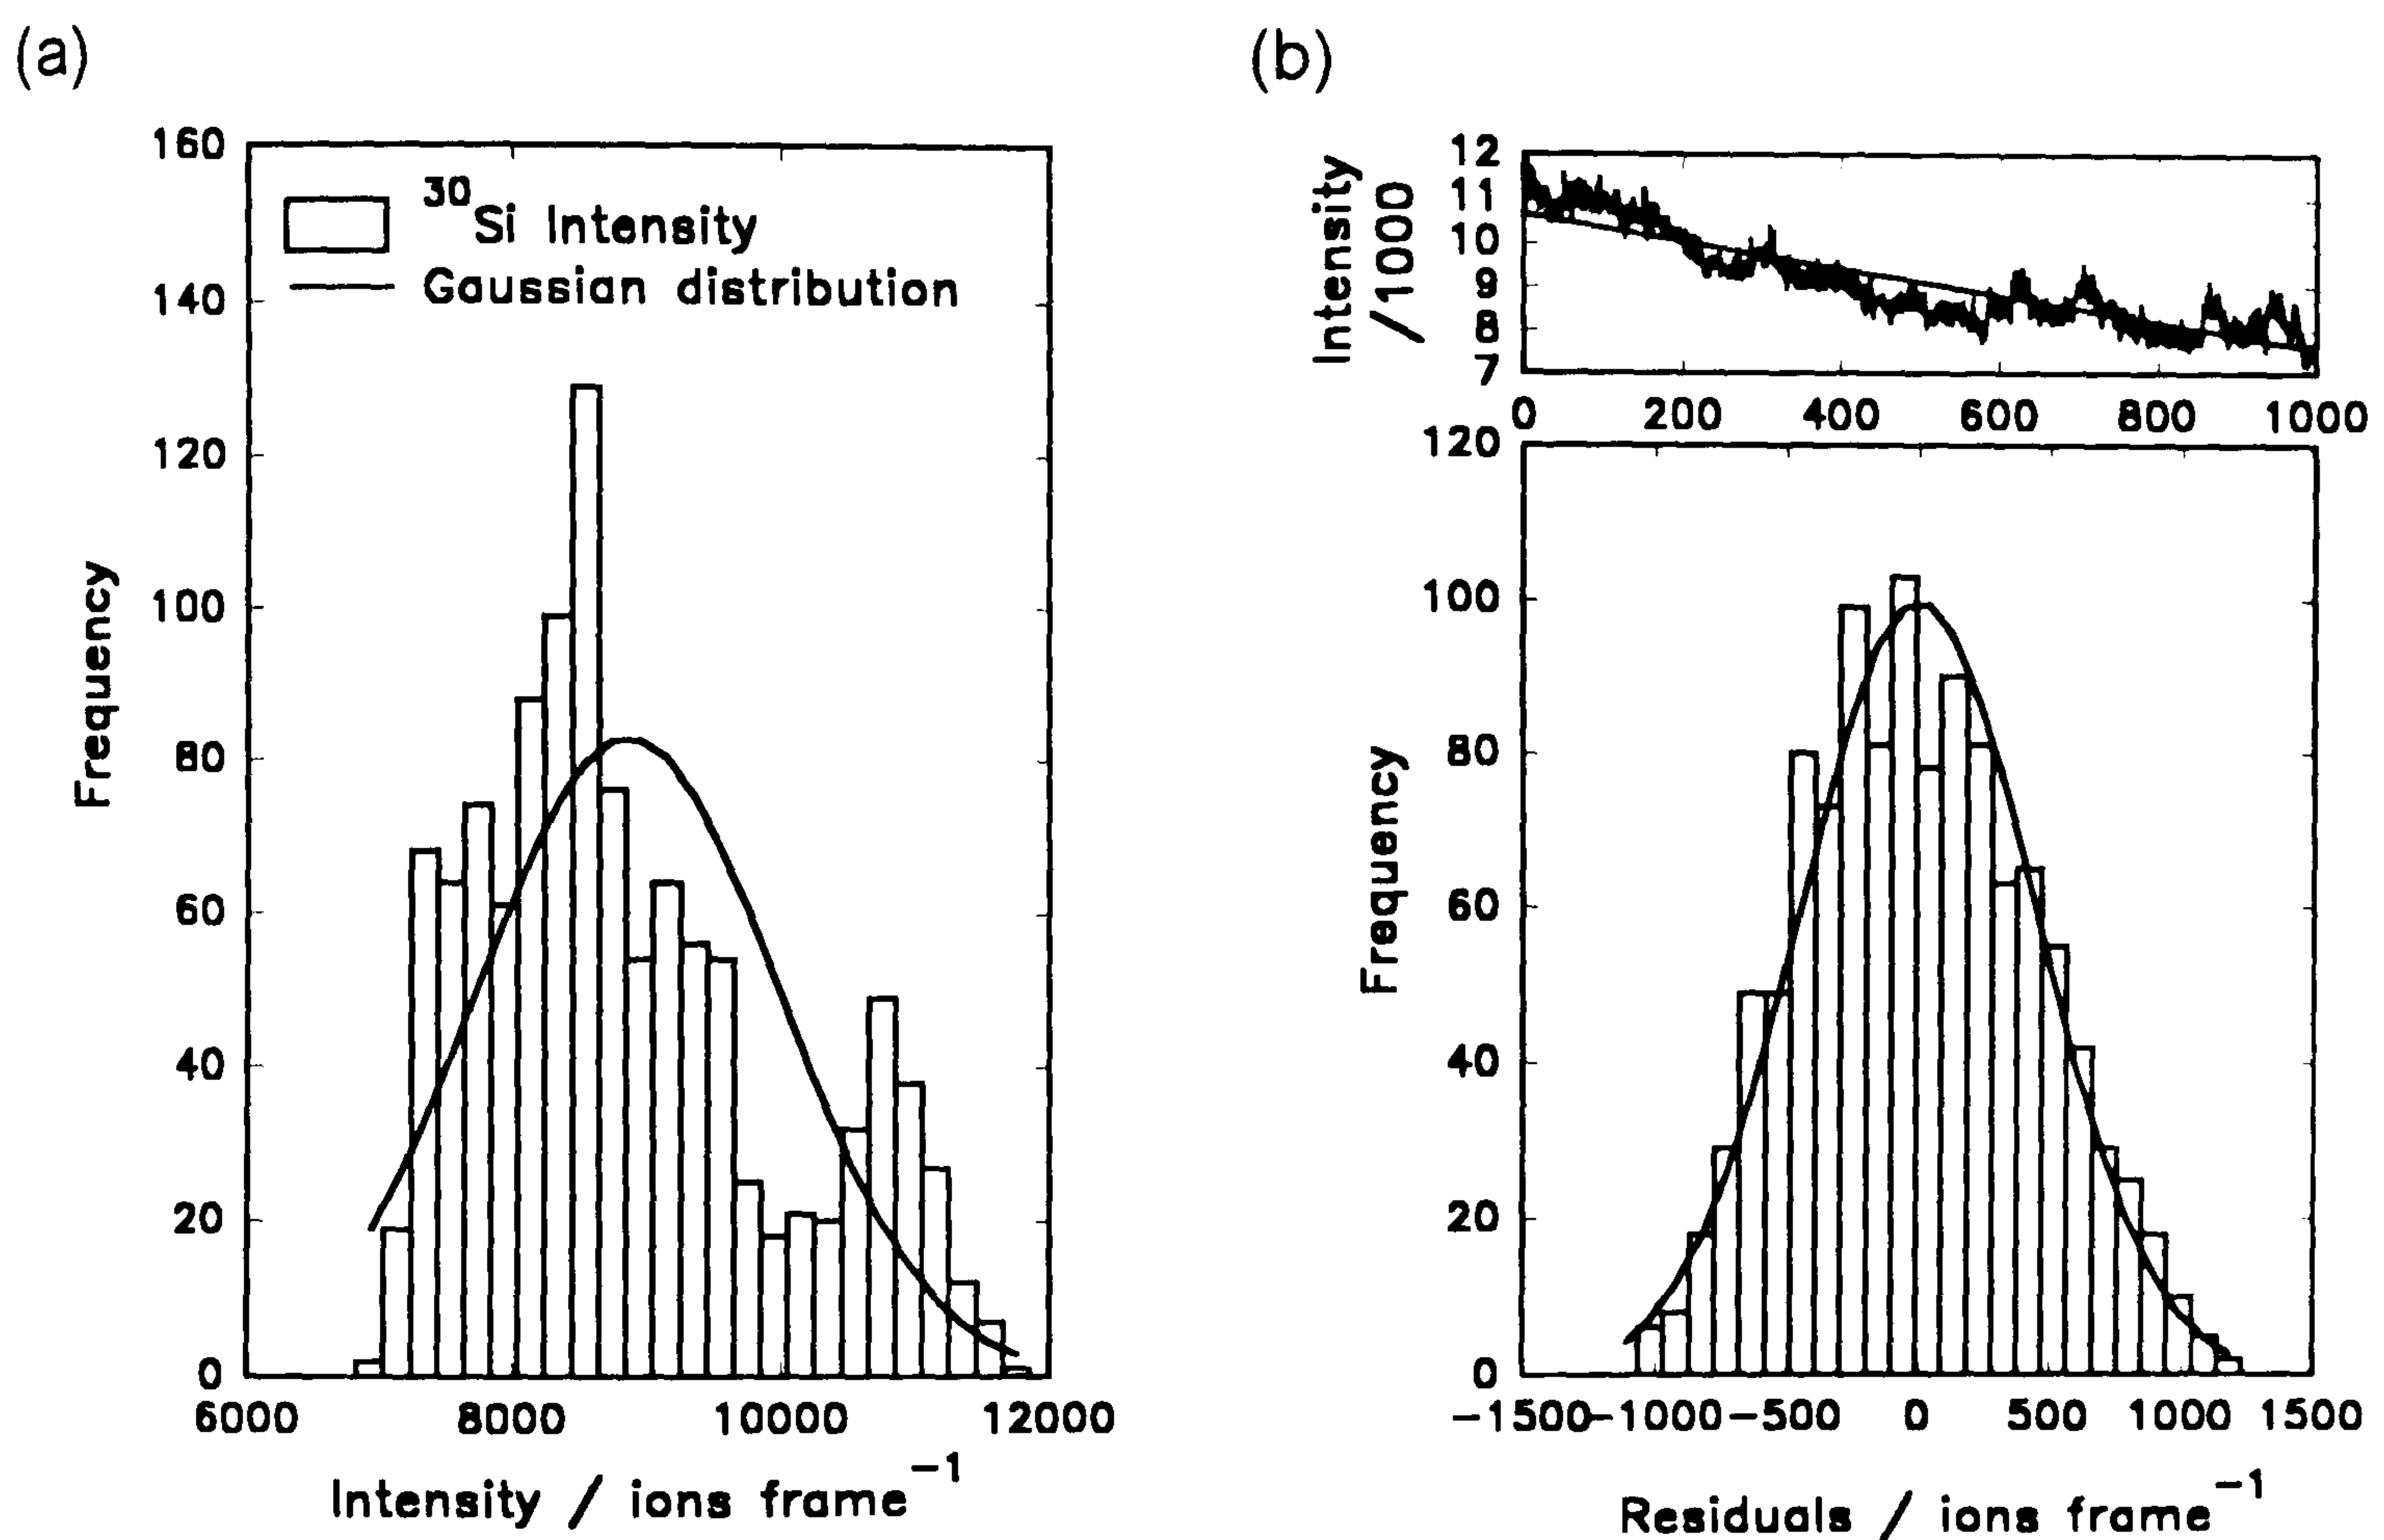 (a)
160
140
120
100
80
60
40
20
0
Frequency
30Si Intensity
Gaussian distribution
6000 8000 10000 12000
Intensity / ions frame-1
(b)
Intensity
/1000
12
11
10
9
8
7
0 200 400 600 800 1000
120
100
80
60
40
20
0
Frequency
-1500 -1000 -500 0 500 1000 1500
Residuals / ions frame-1